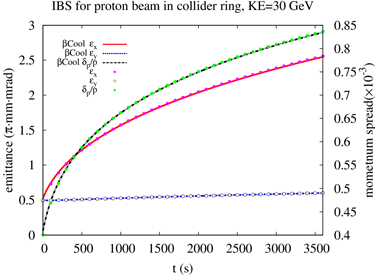 IBS for proton beam in collider ring, KE=30 GeV
βCool εx
βCool εy
βCool δp/p
εx
εy
δp/p
emittance (π-mm-mrad)
3
2.5
2
1.5
1
0.5
0
0.85
0.8
0.75
0.7
0.65
0.6
0.55
0.5
0.45
0.4
mometnum spread(×10⁻³)
0 500 1000 1500 2000 2500 3000 3500
t (s)